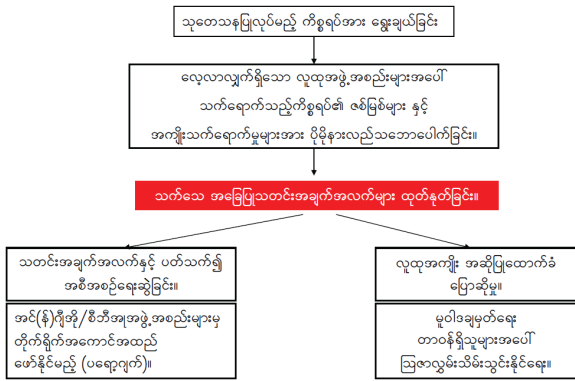 သုတေသနပြုလုပ်မည့် ကိစ္စရပ်အား ရွေးချယ်ခြင်း
လေ့လာလျှက်ရှိသော လူထုအဖွဲ့အစည်းများအပေါ်
သက်ရောက်သည့်ကိစ္စရပ်၏ ဇစ်မြစ်များ နှင့်
အကျိုးသက်ရောက်မှုများအား ပိုမိုနားလည်သဘောပေါက်ခြင်း။
သက်သေ အခြေပြုသတင်းအချက်အလက်များ ထုတ်နုတ်ခြင်း။
သတင်းအချက်အလက်နှင့် ပတ်သက်၍
အစီအစဉ်ရေးဆွဲခြင်း။
အင်(န်)ဂျီအို/စီဘီအိုအဖွဲ့အစည်းများမှ
တိုက်ရိုက်အကောင်အထည်
ဖော်နိုင်မည့် (ပရော့ဂျက်)။
လူထုအကျိုး အဆိုပြုထောက်ခံ
ပြောဆိုမှု။
မူဝါဒချမှတ်ရေး
တာဝန်ရှိသူများအပေါ်
သြဇာလွှမ်းသိမ်းသွင်းနိုင်ရေး။